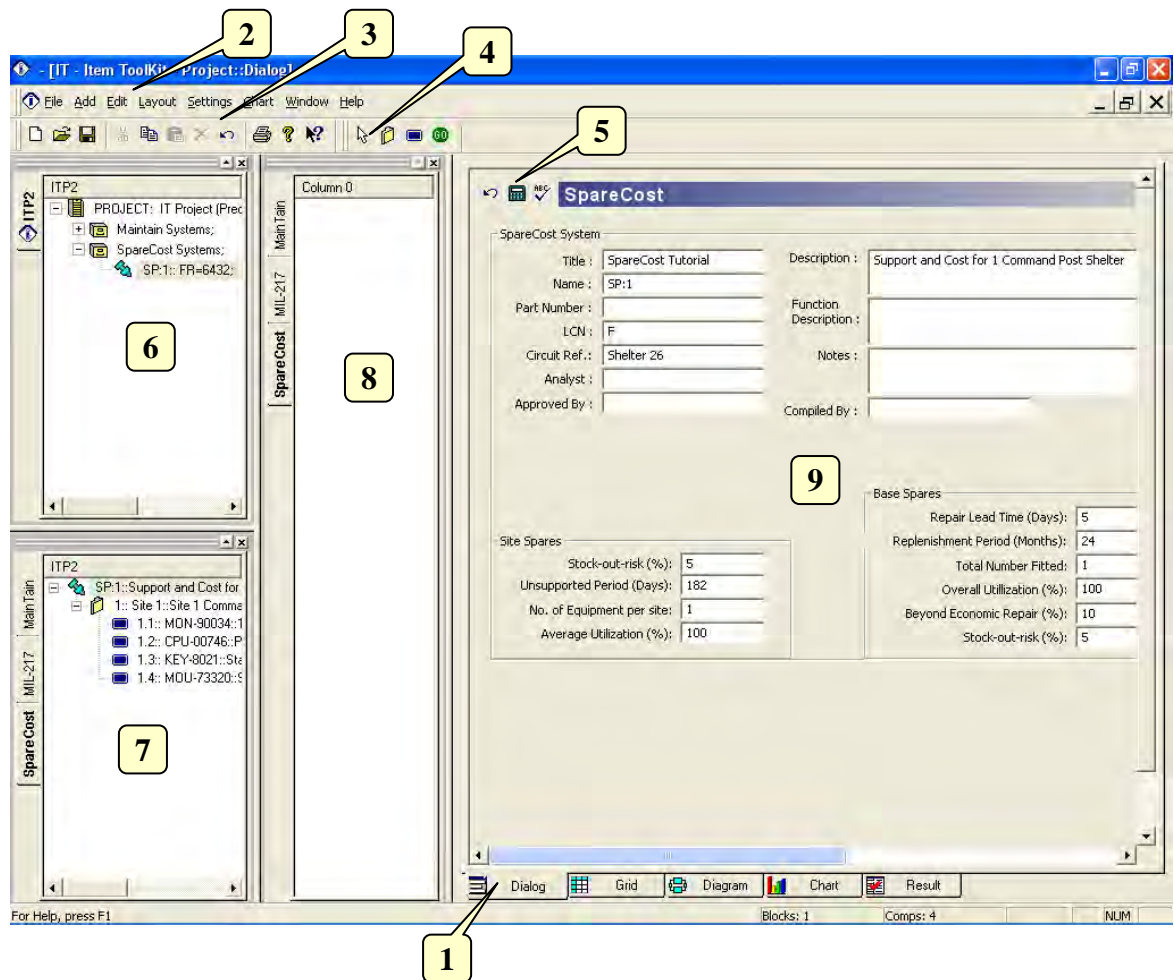 2
3
4
- [IT - Item ToolKit - Project::Dialog]
File Add Edit Layout Settings Chart Window Help
GO
5
ITP2
ITP2
PROJECT: IT Project (Prec
Maintain Systems;
SpareCost Systems;
SP:1:: FR=6432;
6
MainTain
MIL-217
SpareCost
Column 0
8
ABC
SpareCost
SpareCost System
Title : SpareCost Tutorial
Name : SP:1
Part Number :
LCN : F
Circuit Ref.: Shelter 26
Analyst :
Approved By :
Description : Support and Cost for 1 Command Post Shelter
Function
Description :
Notes :
Compiled By :
9
Site Spares
Stock-out-risk (%): 5
Unsupported Period (Days): 182
No. of Equipment per site: 1
Average Utilization (%): 100
Base Spares
Repair Lead Time (Days): 5
Replenishment Period (Months): 24
Total Number Fitted: 1
Overall Utilization (%): 100
Beyond Economic Repair (%): 10
Stock-out-risk (%): 5
MainTain
MIL-217
SpareCost
ITP2
SP:1::Support and Cost for
1:: Site 1::Site 1 Comma
1.1:: MON-90034::1
1.2:: CPU-00746::P
1.3:: KEY-8021::Sta
1.4:: MOU-73320::S
7
Dialog Grid Diagram Chart Result
For Help, press F1 Blocks: 1 Comps: 4 NUM
1